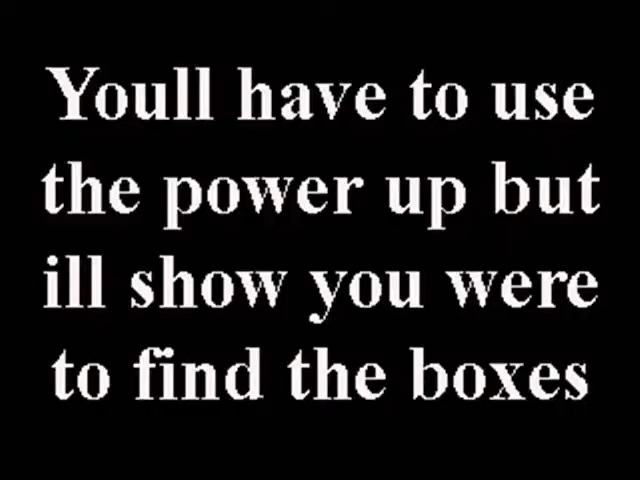 Youll have to use
the power up but
ill show you were
to find the boxes